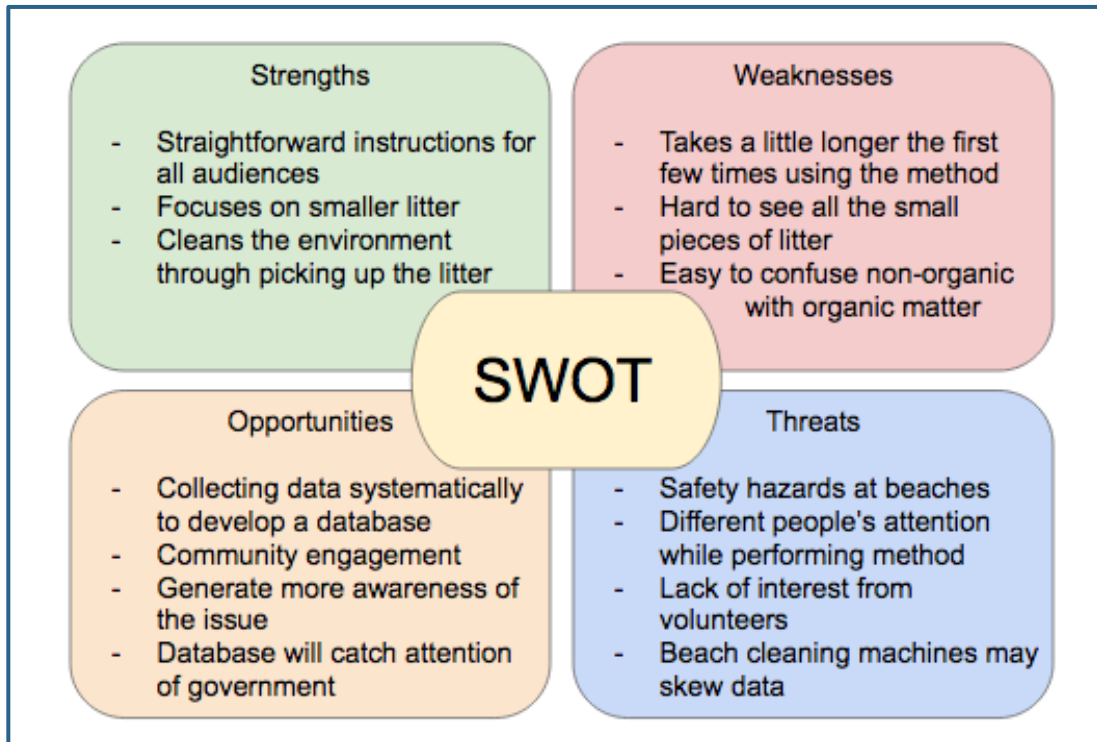 Strengths
- Straightforward instructions for
all audiences
- Focuses on smaller litter
- Cleans the environment
through picking up the litter
Weaknesses
- Takes a little longer the first
few times using the method
- Hard to see all the small
pieces of litter
- Easy to confuse non-organic
with organic matter
SWOT
Opportunities
- Collecting data systematically
to develop a database
- Community engagement
- Generate more awareness of
the issue
- Database will catch attention
of government
Threats
- Safety hazards at beaches
- Different people's attention
while performing method
- Lack of interest from
volunteers
- Beach cleaning machines may
skew data